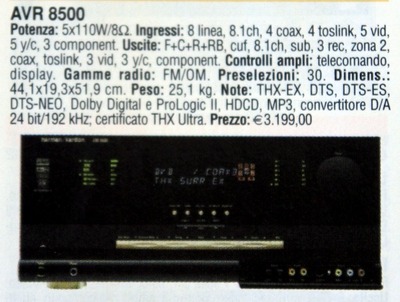 AVR 8500
Potenza: 5x110W/8Ω. Ingressi: 8 linea, 8.1ch, 4 coax, 4 toslink, 5 vid,
5 y/c, 3 component. Uscite: F+C+R+RB, cuf, 8.1ch, sub, 3 rec, zona 2,
coax, toslink, 3 vid, 3 y/c, component. Controlli ampli: telecomando,
display. Gamme radio: FM/OM. Preselezioni: 30. Dimens.:
44,1x19,3x51,9 cm. Peso: 25,1 kg. Note: THX-EX, DTS, DTS-ES,
DTS-NEO, Dolby Digital e ProLogic II, HDCD, MP3, convertitore D/A
24 bit/192 kHz; certificato THX Ultra. Prezzo: €3.199,00
harman kardon
DVD / COAX
THX SURR EX